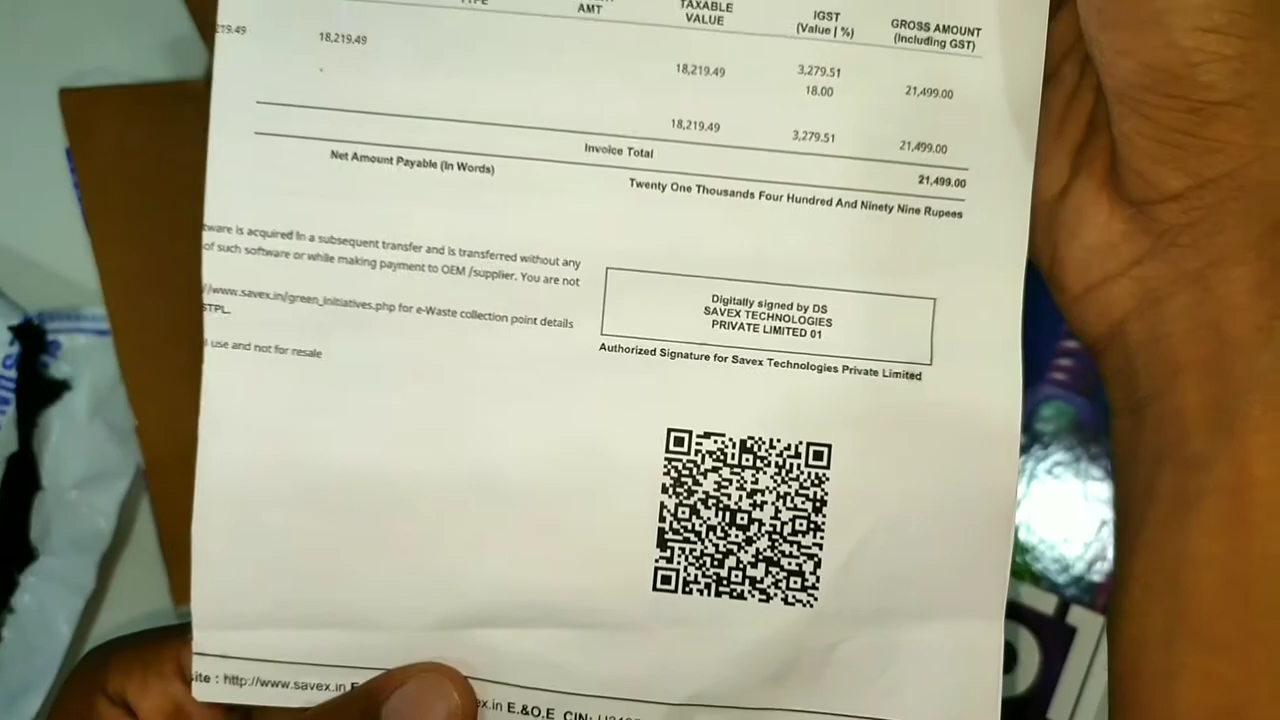 AMT
TAXABLE
VALUE
IGST
(Value | %)
GROSS AMOUNT
(Including GST)
219.49
18,219.49
18,219.49
3,279.51
18.00
21,499.00
18,219.49
3,279.51
21,499.00
Invoice Total
21,499.00
Net Amount Payable (In Words)
Twenty One Thousands Four Hundred And Ninety Nine Rupees
tware is acquired in a subsequent transfer and is transferred without any
of such software or while making payment to OEM /supplier. You are not
//www.savex.in/green_initiatives.php for e-Waste collection point details
STPL.
l use and not for resale
Digitally signed by DS
SAVEX TECHNOLOGIES
PRIVATE LIMITED 01
Authorized Signature for Savex Technologies Private Limited
ite : http://www.savex.in
ex.in E.&O.E CIN: